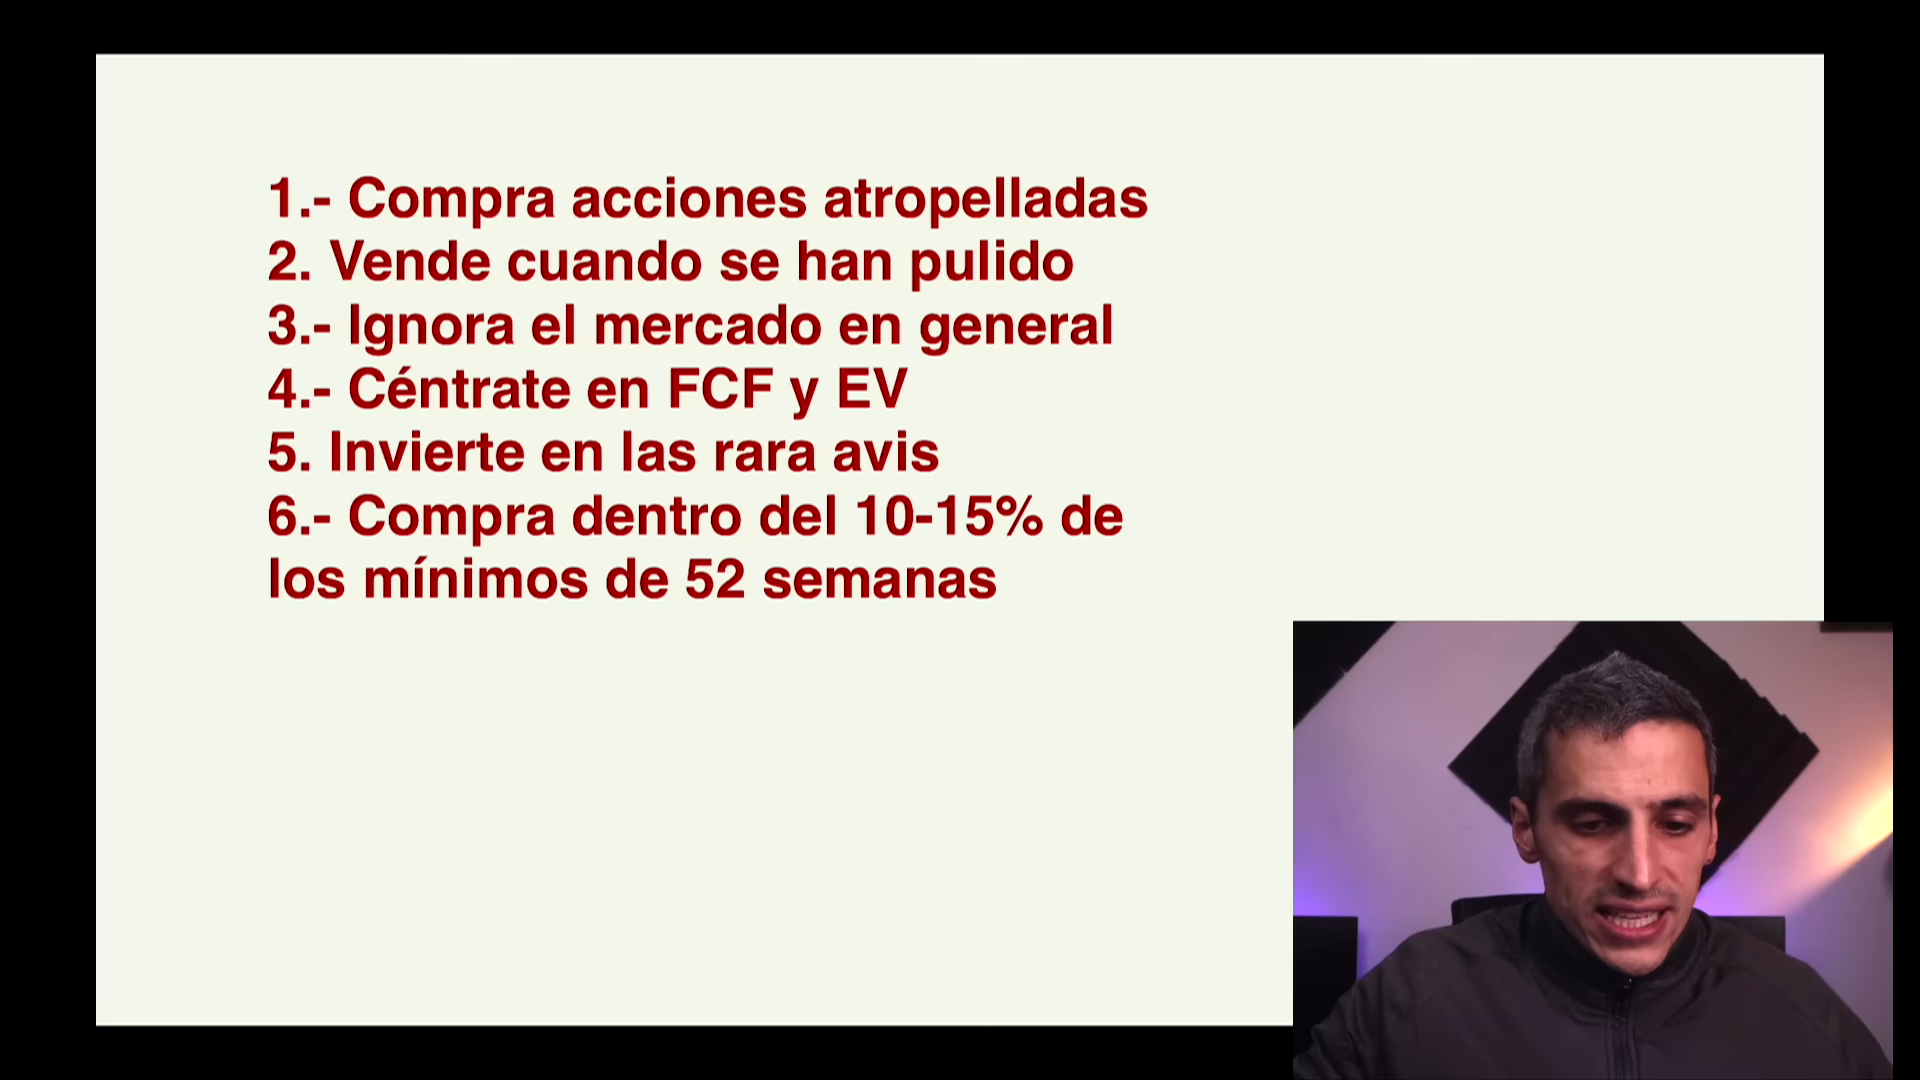 1.- Compra acciones atropelladas
2. Vende cuando se han pulido
3.- Ignora el mercado en general
4.- Céntrate en FCF y EV
5. Invierte en las rara avis
6.- Compra dentro del 10-15% de
los mínimos de 52 semanas